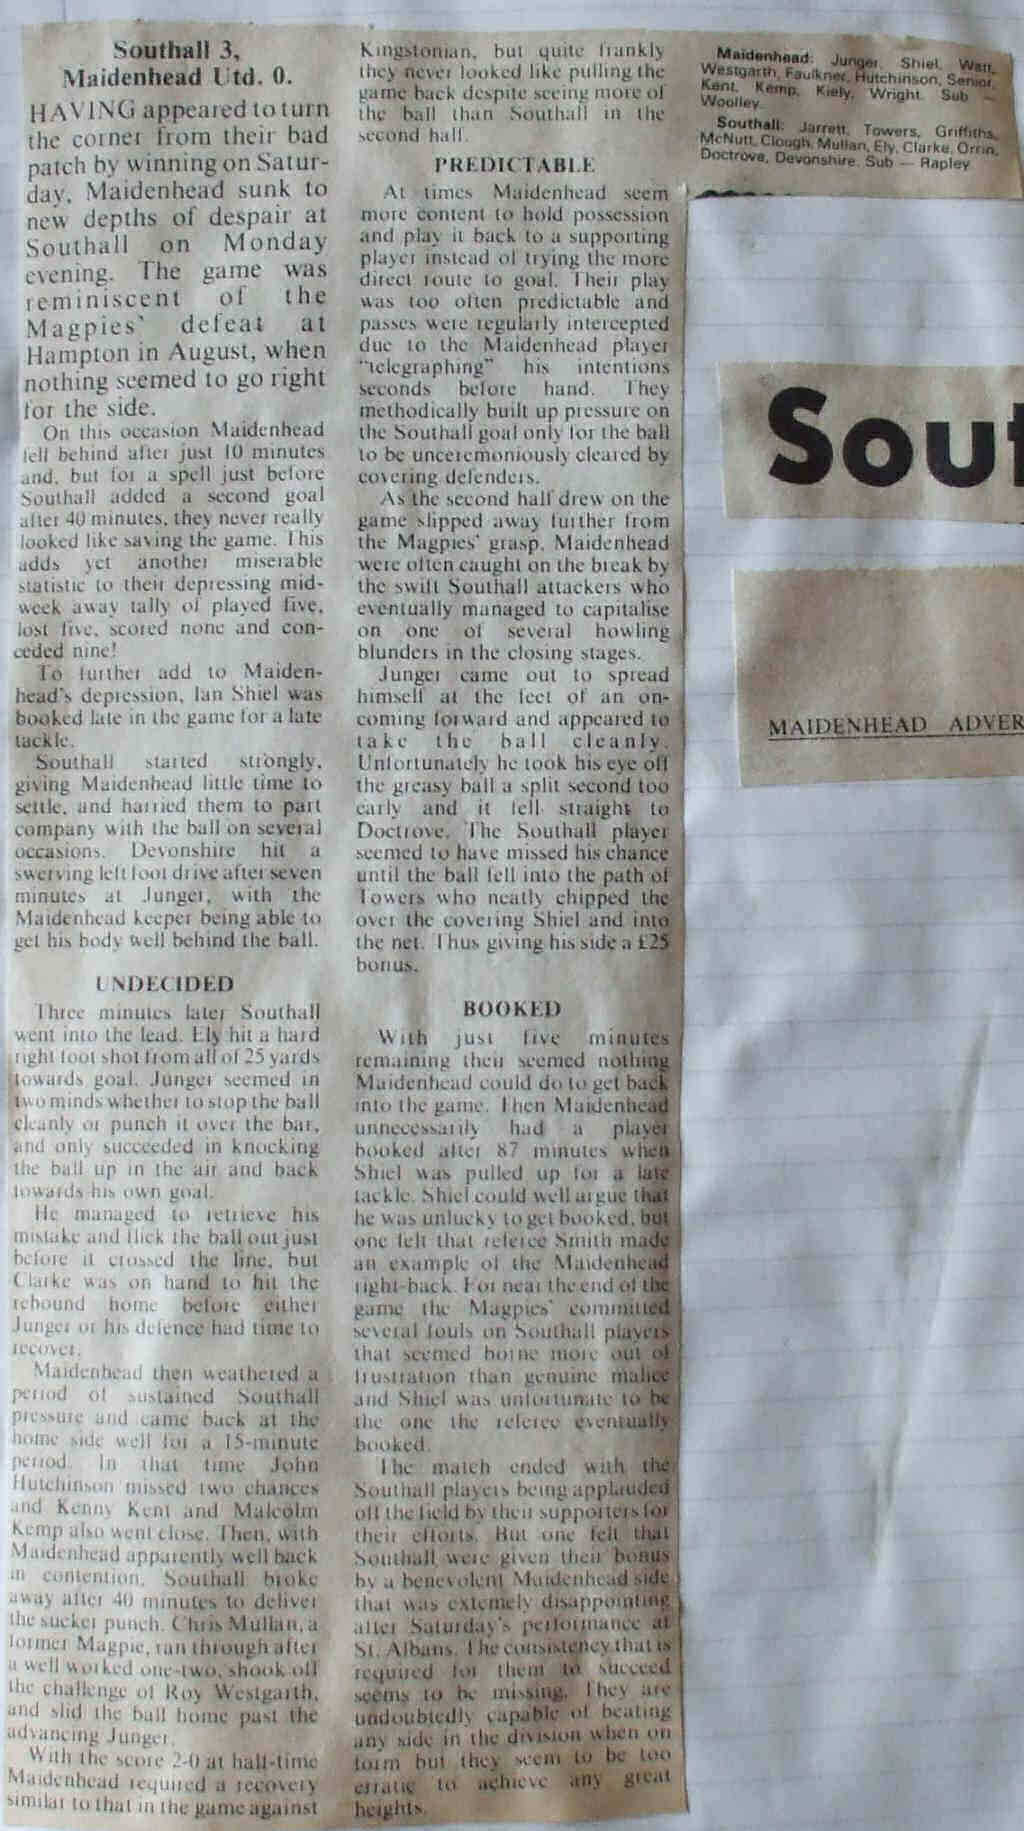 Southall 3,
Maidenhead Utd. 0.
HAVING appeared to turn
the corner from their bad
patch by winning on Satur-
day, Maidenhead sunk to
new depths of despair at
Southall on Monday
evening. The game was
reminiscent of the
Magpies' defeat at
Hampton in August, when
nothing seemed to go right
for the side.
On this occasion Maidenhead
fell behind after just 10 minutes
and, but for a spell just before
Southall added a second goal
after 40 minutes, they never really
looked like saving the game. This
adds yet another miserable
statistic to their depressing mid-
week away tally of played five,
lost five, scored none and con-
ceded nine!
To further add to Maiden-
head's depression, Ian Shiel was
booked late in the game for a late
tackle.
Southall started strongly,
giving Maidenhead little time to
settle, and harried them to part
company with the ball on several
occasions. Devonshire hit a
swerving left foot drive after seven
minutes at Junger, with the
Maidenhead keeper being able to
get his body well behind the ball.
UNDECIDED
Three minutes later Southall
went into the lead. Ely hit a hard
right foot shot from all of 25 yards
towards goal. Junger seemed in
two minds whether to stop the ball
cleanly or punch it over the bar,
and only succeeded in knocking
the ball up in the air and back
towards his own goal.
He managed to retrieve his
mistake and flick the ball out just
before it crossed the line, but
Clarke was on hand to hit the
rebound home before either
Junger or his defence had time to
recover.
Maidenhead then weathered a
period of sustained Southall
pressure and came back at the
home side well for a 15-minute
period. In that time John
Hutchinson missed two chances
and Kenny Kent and Malcolm
Kemp also went close. Then, with
Maidenhead apparently well back
in contention, Southall broke
away after 40 minutes to deliver
the sucker punch. Chris Mullan, a
former Magpie, ran through after
a well worked one-two, shook off
the challenge of Roy Westgarth,
and slid the ball home past the
advancing Junger.
With the score 2-0 at half-time
Maidenhead required a recovery
similar to that in the game against
Kingstonian, but quite frankly
they never looked like pulling the
game back despite seeing more of
the ball than Southall in the
second half.
PREDICTABLE
At times Maidenhead seem
more content to hold possession
and play it back to a supporting
player instead of trying the more
direct route to goal. Their play
was too often predictable and
passes were regularly intercepted
due to the Maidenhead player
"telegraphing" his intentions
seconds before hand. They
methodically built up pressure on
the Southall goal only for the ball
to be unceremoniously cleared by
covering defenders.
As the second half drew on the
game slipped away further from
the Magpies' grasp. Maidenhead
were often caught on the break by
the swift Southall attackers who
eventually managed to capitalise
on one of several howling
blunders in the closing stages.
Junger came out to spread
himself at the feet of an on-
coming forward and appeared to
take the ball cleanly.
Unfortunately he took his eye off
the greasy ball a split second too
early and it fell straight to
Doctrove. The Southall player
seemed to have missed his chance
until the ball fell into the path of
Towers who neatly chipped the
over the covering Shiel and into
the net. Thus giving his side a £25
bonus.
BOOKED
With just five minutes
remaining their seemed nothing
Maidenhead could do to get back
into the game. Then Maidenhead
unnecessarily had a player
booked after 87 minutes when
Shiel was pulled up for a late
tackle. Shiel could well argue that
he was unlucky to get booked, but
one felt that referee Smith made
an example of the Maidenhead
right-back. For near the end of the
game the Magpies' committed
several fouls on Southall players
that seemed borne more out of
frustration than genuine malice
and Shiel was unfortunate to be
the one the referee eventually
booked.
The match ended with the
Southall players being applauded
off the field by their supporters for
their efforts. But one felt that
Southall were given their bonus
by a benevolent Maidenhead side
that was extemely disappointing
after Saturday's performance at
St. Albans. The consistency that is
required for them to succeed
seems to be missing. They are
undoubtedly capable of beating
any side in the division when on
form but they seem to be too
erratic to achieve any great
heights.
Maidenhead: Junger, Shiel, Watt,
Westgarth, Faulkner, Hutchinson, Senior,
Kent, Kemp, Kiely, Wright. Sub —
Woolley.
Southall: Jarrett, Towers, Griffiths,
McNutt, Clough, Mullan, Ely, Clarke, Orrin,
Doctrove, Devonshire. Sub — Rapley
Sout
MAIDENHEAD ADVER